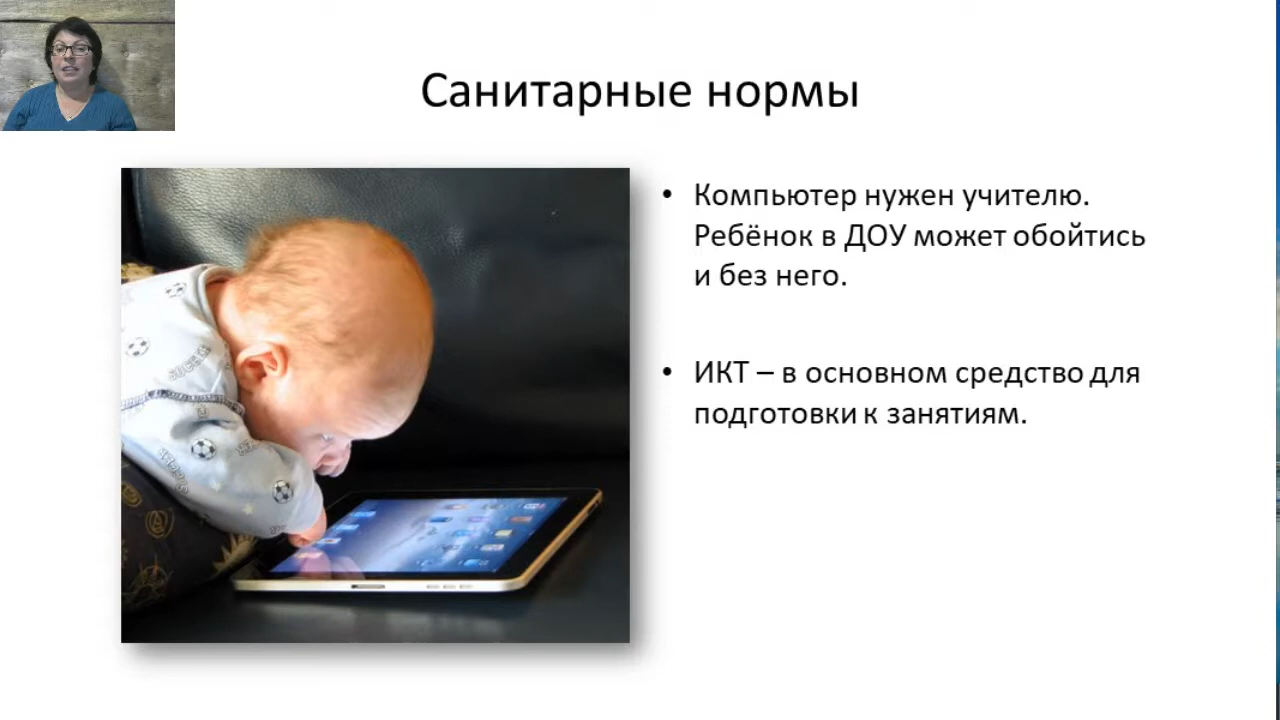 Санитарные нормы
• Компьютер нужен учителю.
Ребёнок в ДОУ может обойтись
и без него.
• ИКТ – в основном средство для
подготовки к занятиям.